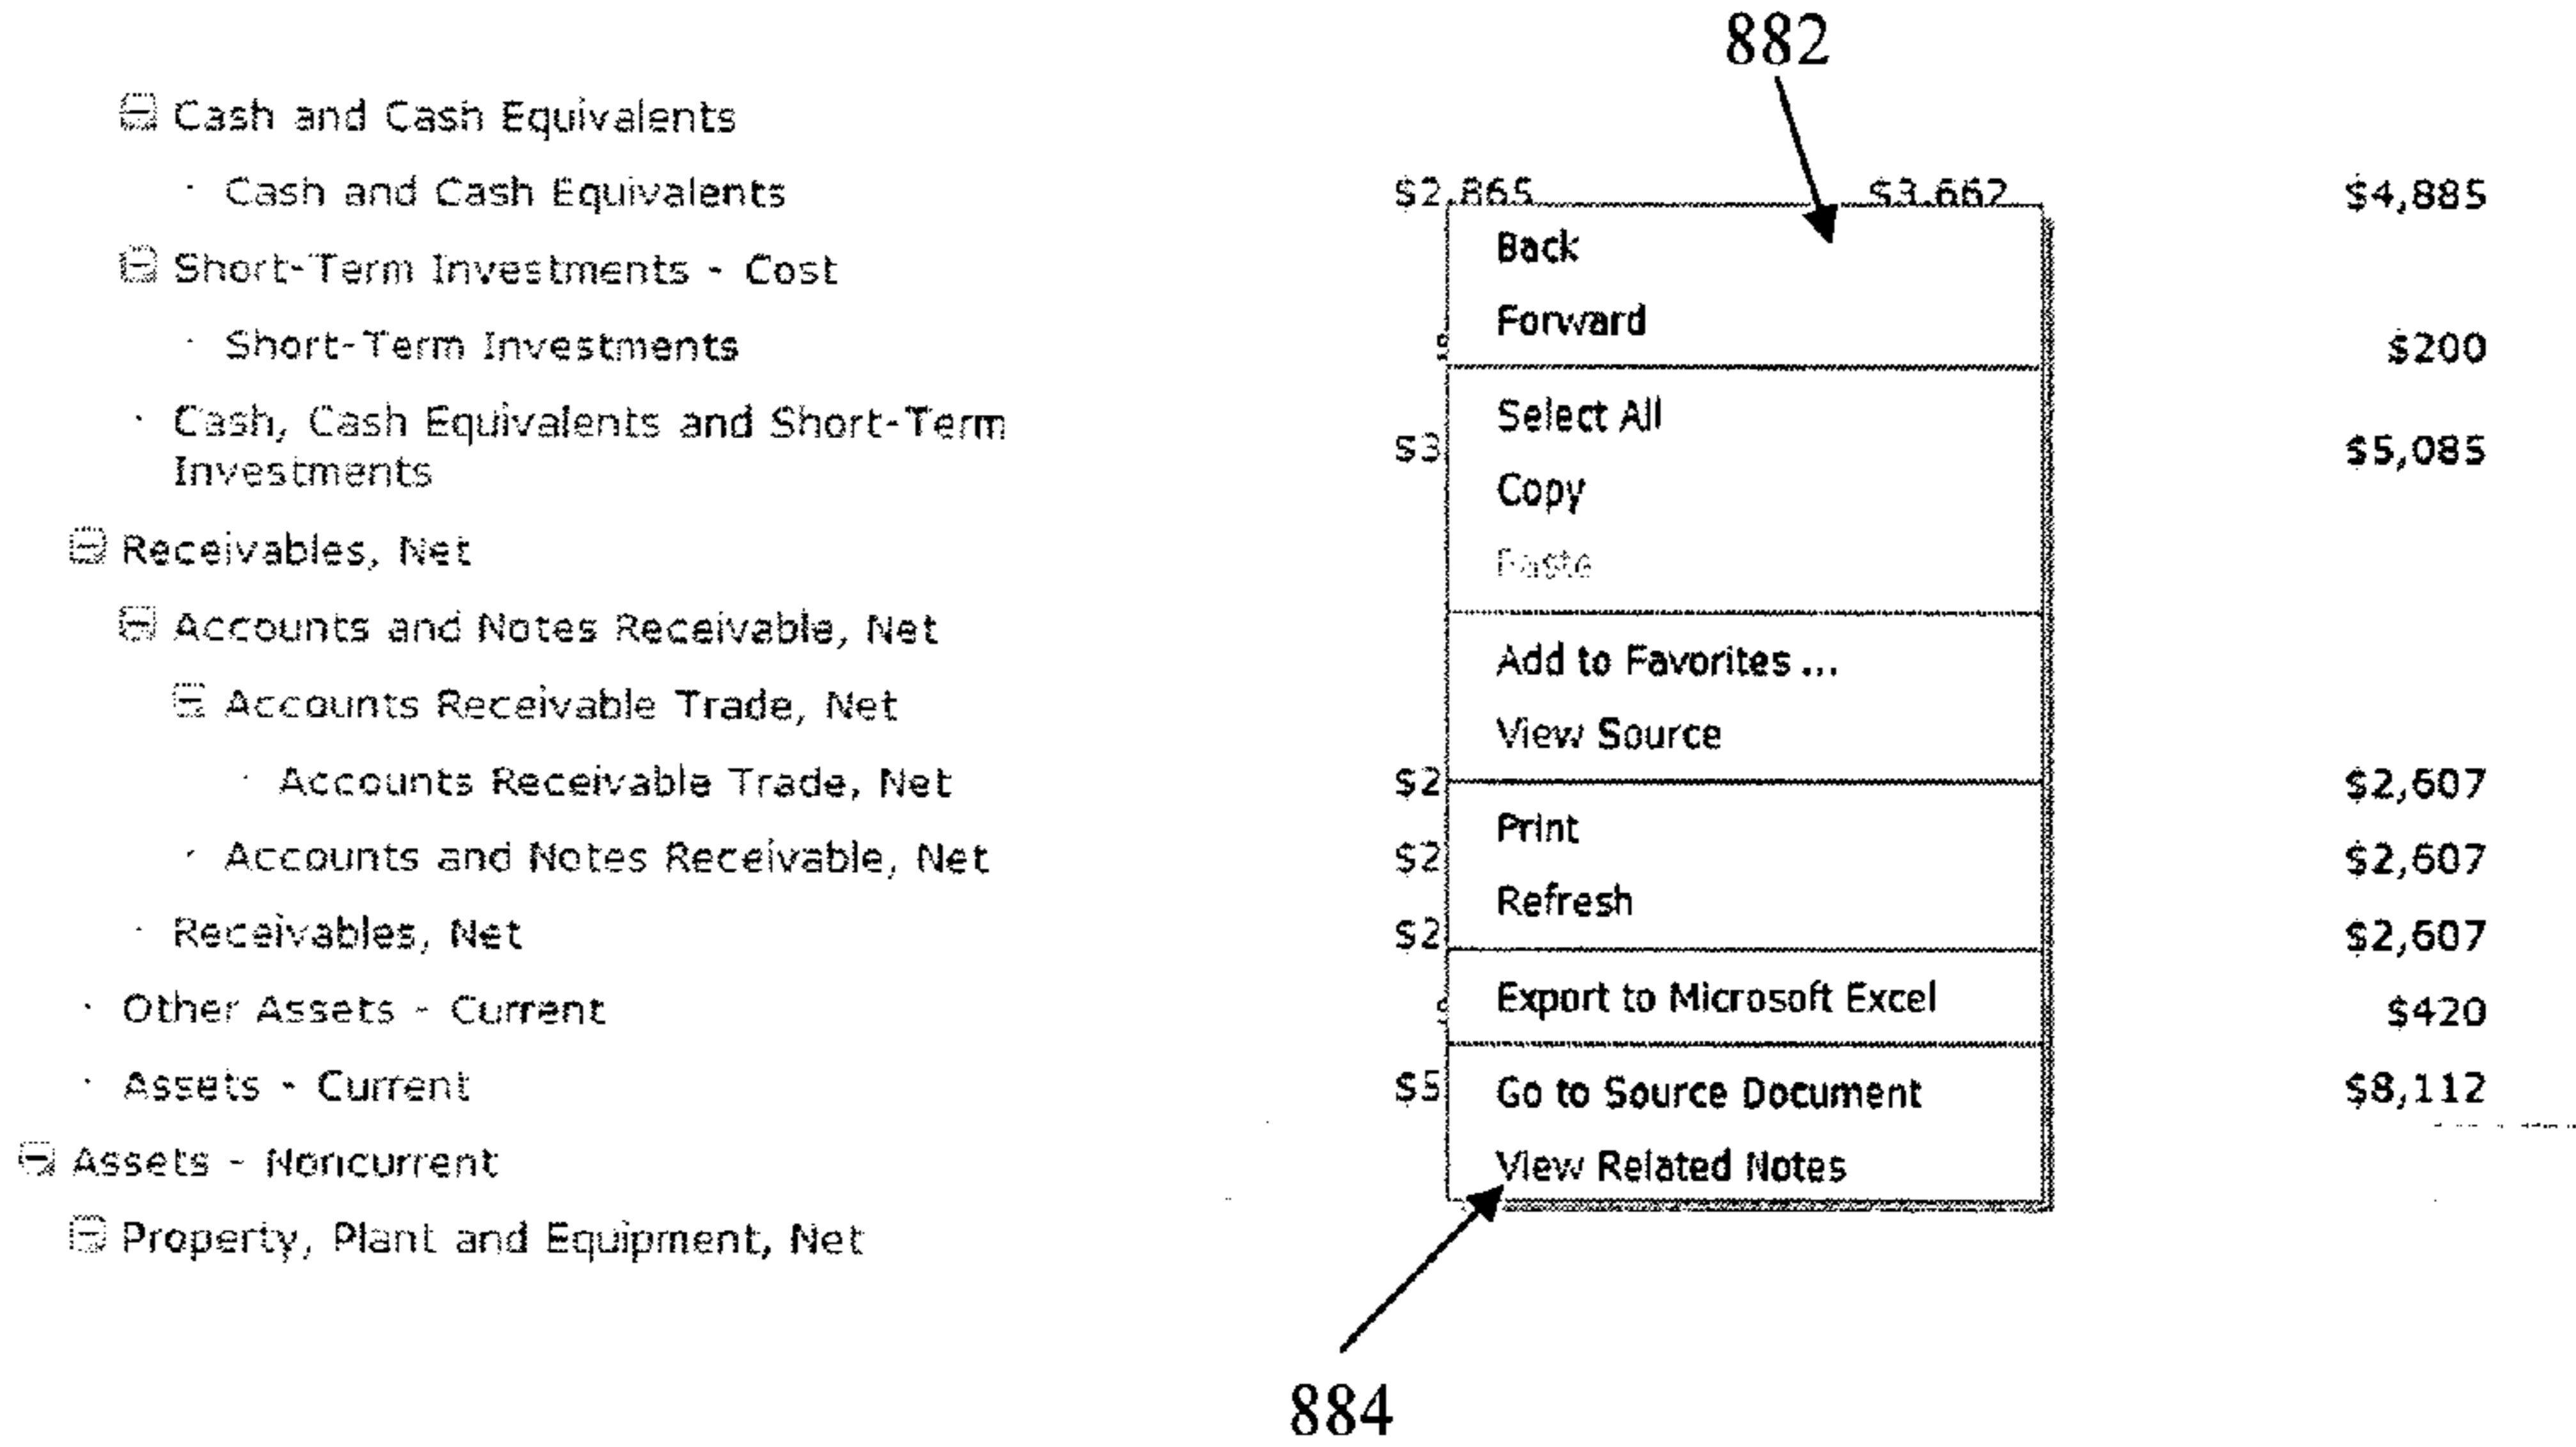 882
Cash and Cash Equivalents
Cash and Cash Equivalents $2,865 $3,662 $4,885
Short-Term Investments - Cost
Short-Term Investments $200
Cash, Cash Equivalents and Short-Term
Investments
$3 $5,085
Receivables, Net
Accounts and Notes Receivable, Net
Accounts Receivable Trade, Net
Accounts Receivable Trade, Net $2 $2,607
Accounts and Notes Receivable, Net $2 $2,607
Receivables, Net $2 $2,607
Other Assets - Current $420
Assets - Current $5 $8,112
Assets - Noncurrent
Property, Plant and Equipment, Net
Back
Forward
Select All
Copy
Paste
Add to Favorites ...
View Source
Print
Refresh
Export to Microsoft Excel
Go to Source Document
View Related Notes
884